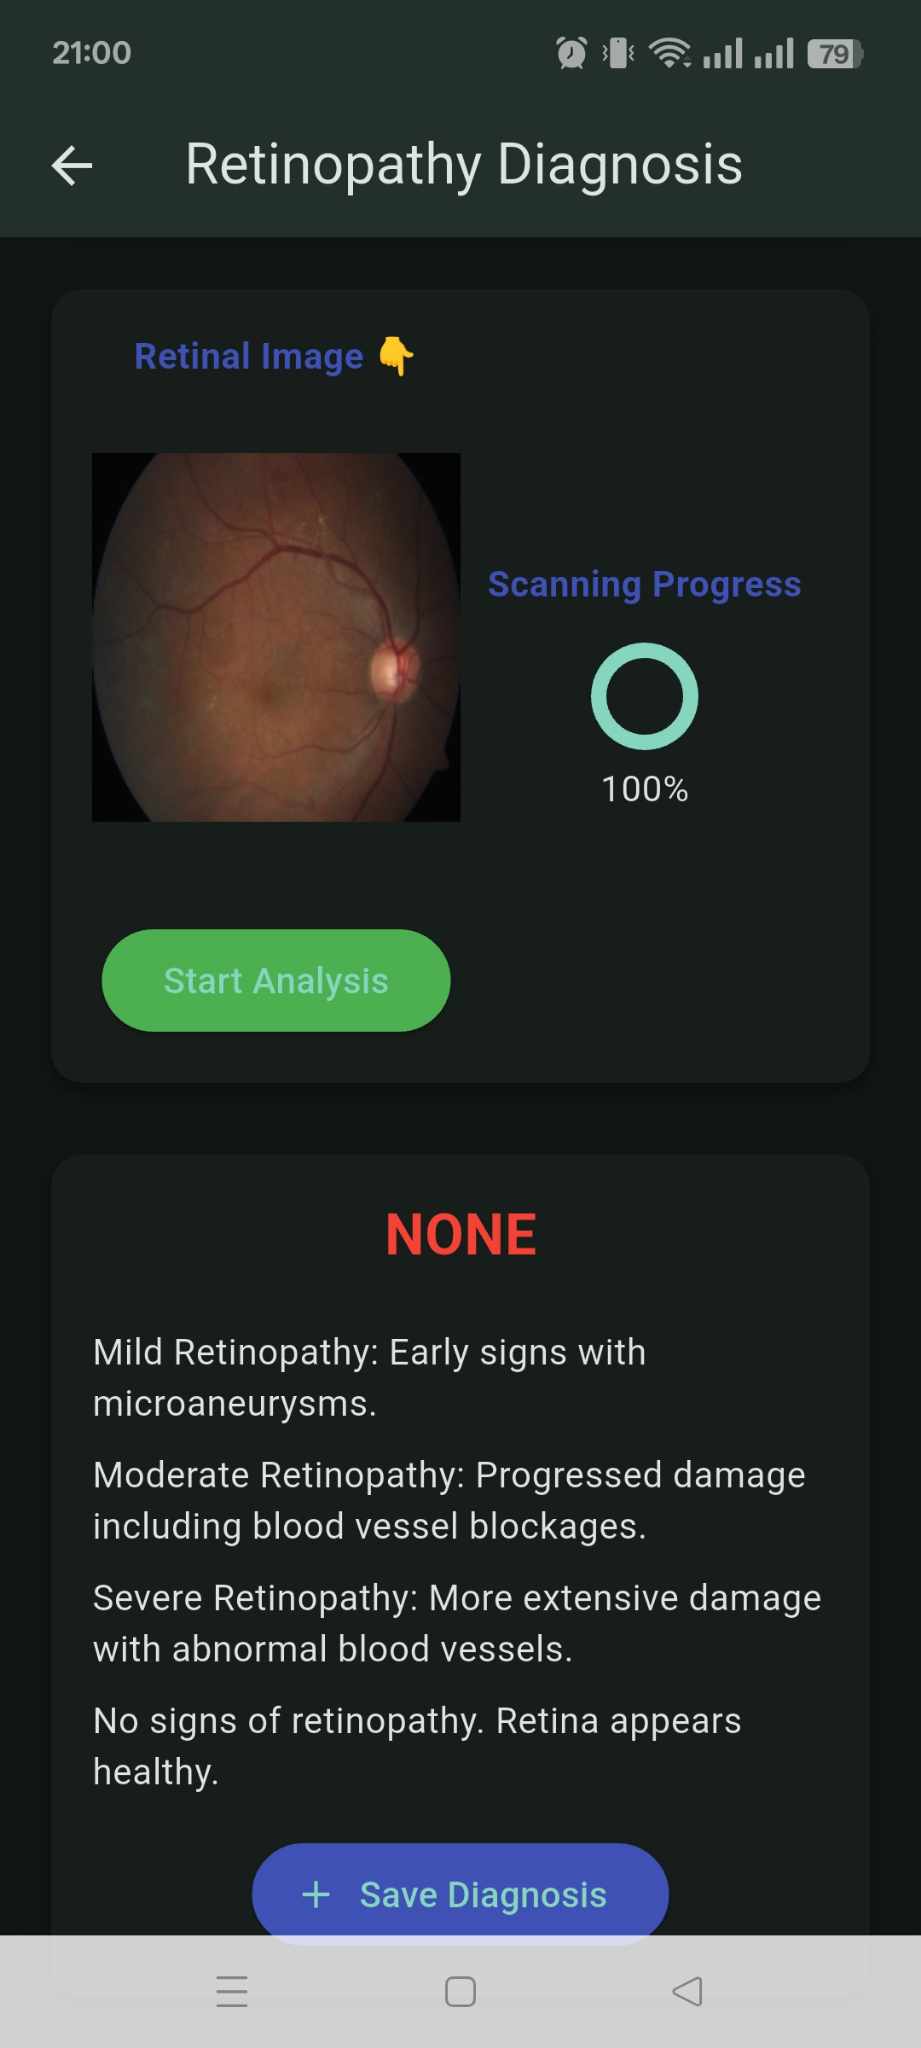 21:00
79
Retinopathy Diagnosis
Retinal Image 👇
Scanning Progress
100%
Start Analysis
NONE
Mild Retinopathy: Early signs with
microaneurysms.
Moderate Retinopathy: Progressed damage
including blood vessel blockages.
Severe Retinopathy: More extensive damage
with abnormal blood vessels.
No signs of retinopathy. Retina appears
healthy.
+ Save Diagnosis